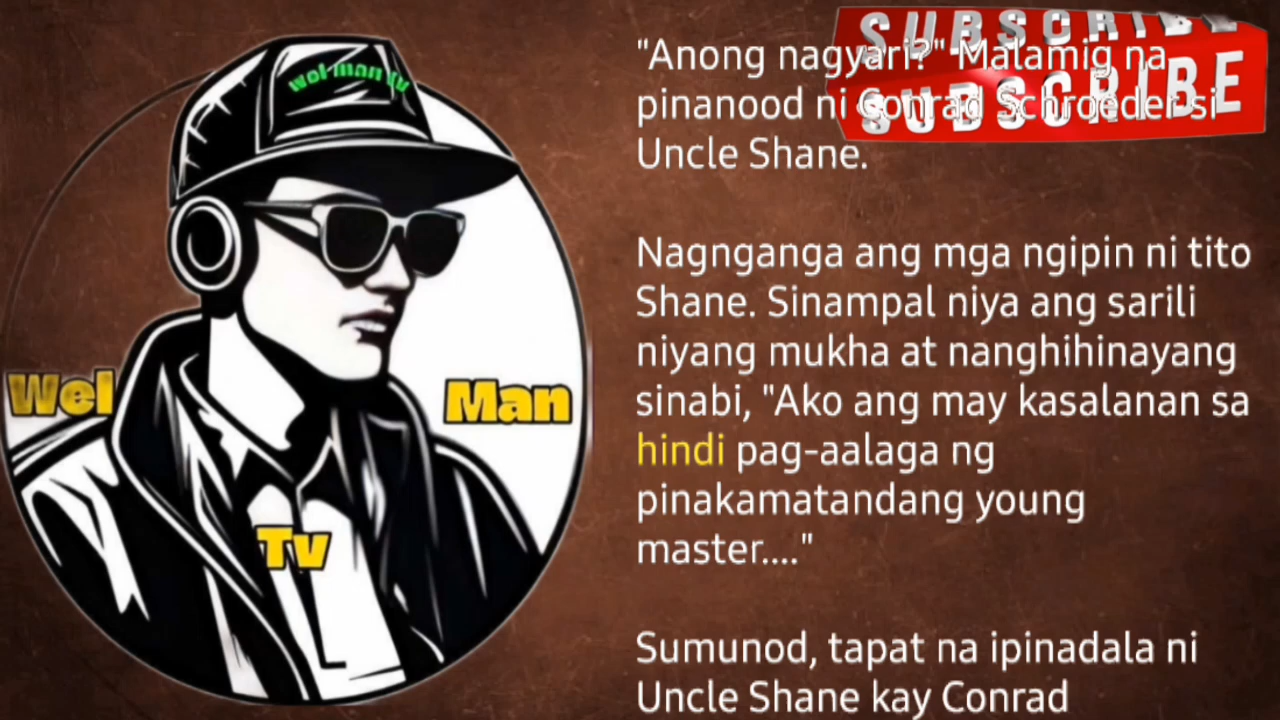 wel man tv
Wel
Man
Tv
SUBSCRIBE
SUBSCRIBE
"Anong nagyari?" Malamig na
pinanood ni Conrad Schroeder si
Uncle Shane.
Nagnganga ang mga ngipin ni tito
Shane. Sinampal niya ang sarili
niyang mukha at nanghihinayang
sinabi, "Ako ang may kasalanan sa
hindi pag-aalaga ng
pinakamatandang young
master...."
Sumunod, tapat na ipinadala ni
Uncle Shane kay Conrad